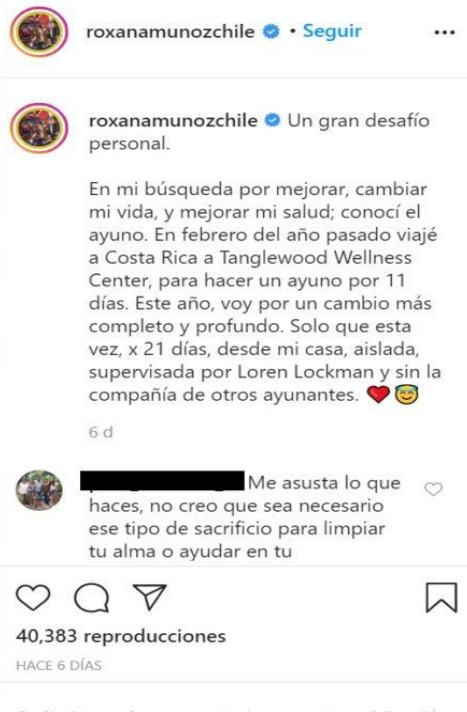 roxanamunozchile • Seguir
roxanamunozchile Un gran desafío
personal.
En mi búsqueda por mejorar, cambiar
mi vida, y mejorar mi salud; conocí el
ayuno. En febrero del año pasado viajé
a Costa Rica a Tanglewood Wellness
Center, para hacer un ayuno por 11
días. Este año, voy por un cambio más
completo y profundo. Solo que esta
vez, x 21 días, desde mi casa, aislada,
supervisada por Loren Lockman y sin la
compañía de otros ayunantes. ❤️😇
6 d
Me asusta lo que
haces, no creo que sea necesario
ese tipo de sacrificio para limpiar
tu alma o ayudar en tu
40,383 reproducciones
HACE 6 DÍAS